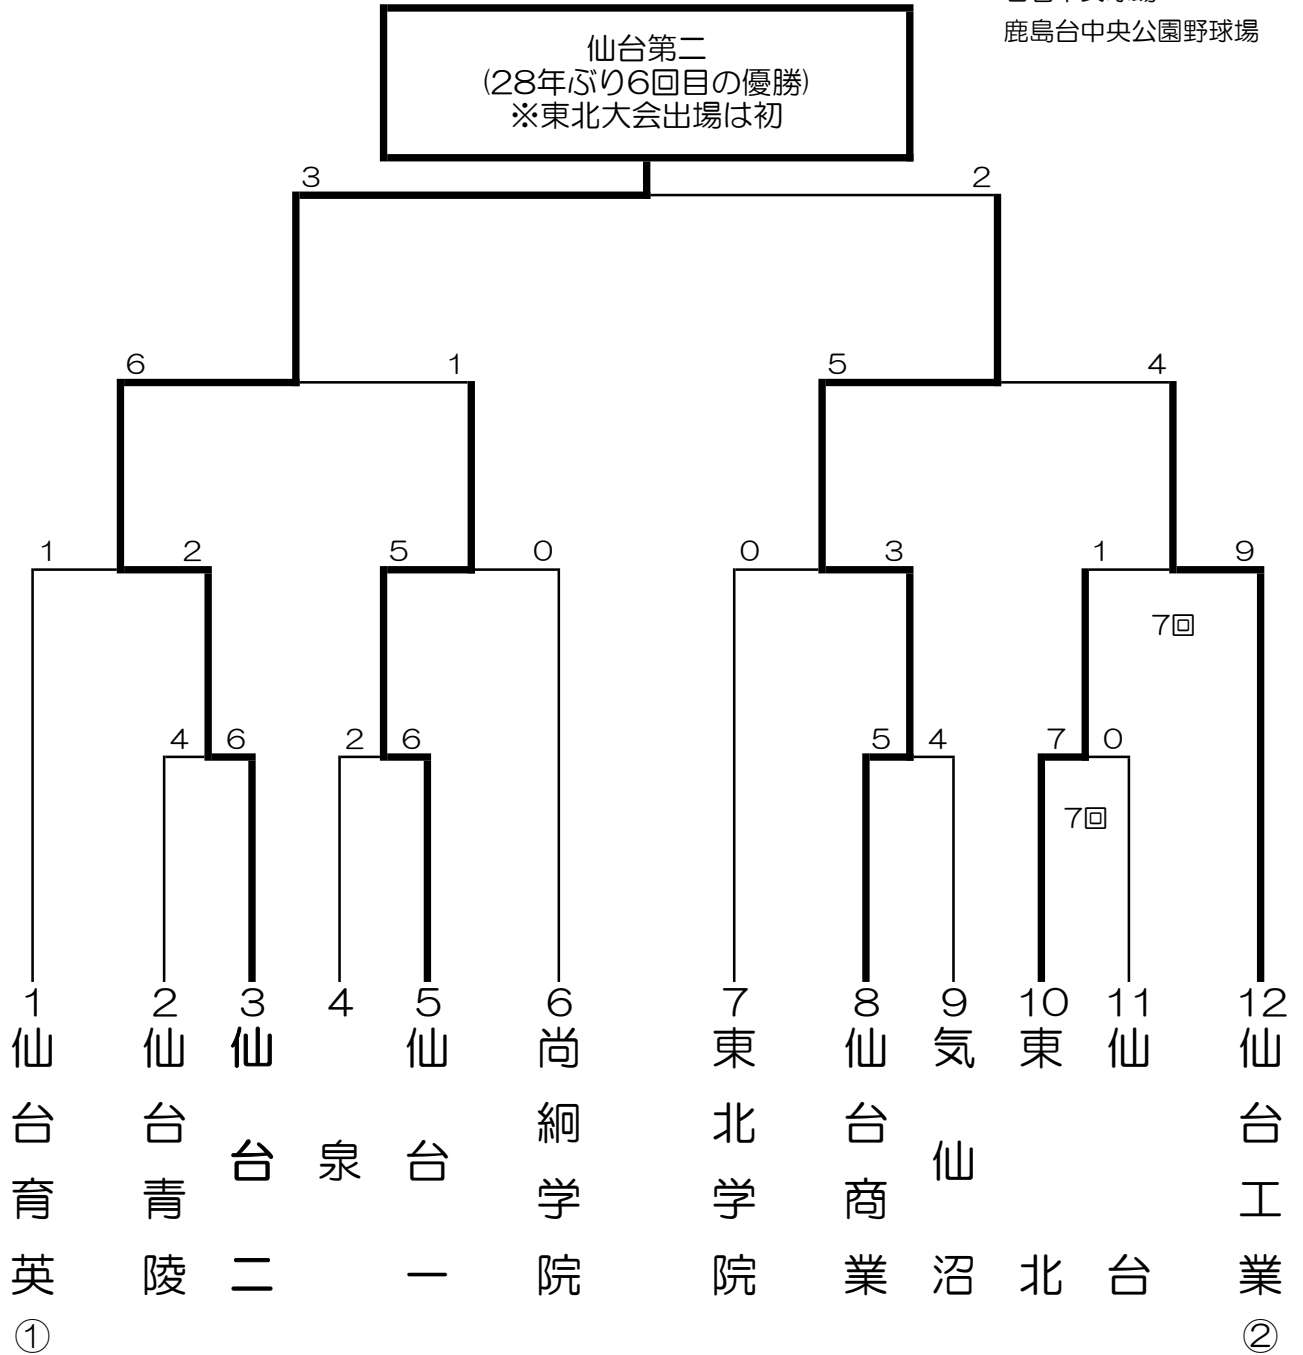 鹿島台中央公園野球場
仙台第二
(28年ぶり6回目の優勝)
※東北大会出場は初
3 2
6 1 5 4
1 2 5 0 0 3 1 9
7回
4 6 2 6 5 4 7 0
7回
1 2 3 4 5 6 7 8 9 10 11 12
仙台育英
仙台青陵
仙台二
泉
仙台一
尚絅学院
東北学院
仙台商業
気仙沼
東北
仙台
仙台工業
① ②